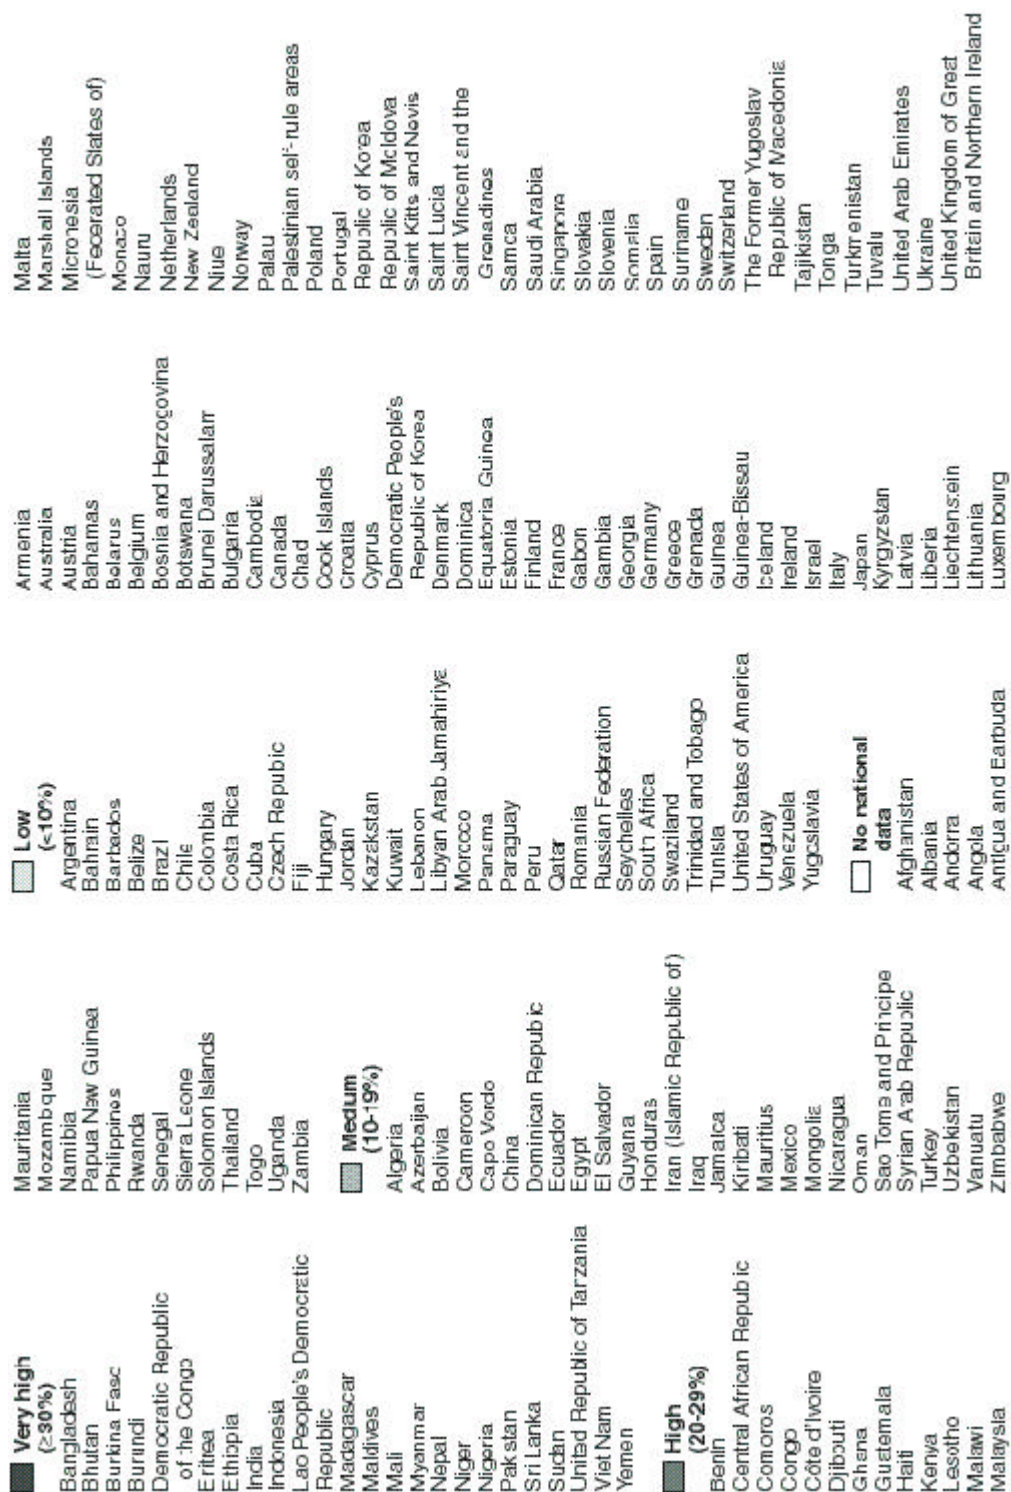 Very high
(≥30%)
Bangladesh
Bhutan
Burkina Faso
Burundi
Democratic Republic
of the Congo
Eritrea
Ethiopia
India
Indonesia
Lao People's Democratic
Republic
Madagascar
Maldives
Mali
Myanmar
Nepal
Niger
Nigeria
Pakistan
Sri Lanka
Sudan
United Republic of Tanzania
Viet Nam
Yemen
High
(20-29%)
Benin
Central African Republic
Comoros
Congo
Côte d'Ivoire
Djibouti
Ghana
Guatemala
Haiti
Kenya
Lesotho
Malawi
Malaysia
Mauritania
Mozambique
Namibia
Papua New Guinea
Philippines
Rwanda
Senegal
Sierra Leone
Solomon Islands
Thailand
Togo
Uganda
Zambia
Medium
(10-19%)
Algeria
Azerbaijan
Bolivia
Cameroon
Cape Verde
China
Dominican Republic
Ecuador
Egypt
El Salvador
Guyana
Honduras
Iran (Islamic Republic of)
Iraq
Jamaica
Kiribati
Mauritius
Mexico
Mongolia
Nicaragua
Oman
Sao Tome and Principe
Syrian Arab Republic
Turkey
Uzbekistan
Vanuatu
Zimbabwe
Low
(<10%)
Argentina
Bahrain
Barbados
Belize
Brazil
Chile
Colombia
Costa Rica
Cuba
Czech Republic
Fiji
Hungary
Jordan
Kazakstan
Kuwait
Lebanon
Libyan Arab Jamahiriya
Morocco
Panama
Paraguay
Peru
Qatar
Romania
Russian Federation
Seychelles
South Africa
Swaziland
Trinidad and Tobago
Tunisia
United States of America
Uruguay
Venezuela
Yugoslavia
No national
data
Afghanistan
Albania
Andorra
Angola
Antigua and Barbuda
Armenia
Australia
Austria
Bahamas
Belarus
Belgium
Bosnia and Herzogovina
Botswana
Brunei Darussalam
Bulgaria
Cambodia
Canada
Chad
Cook Islands
Croatia
Cyprus
Democratic People's
Republic of Korea
Denmark
Dominica
Equatorial Guinea
Estonia
Finland
France
Gabon
Gambia
Georgia
Germany
Greece
Grenada
Guinea
Guinea-Bissau
Iceland
Ireland
Israel
Italy
Japan
Kyrgyzstan
Latvia
Liberia
Liechtenstein
Lithuania
Luxembourg
Malta
Marshall Islands
Micronesia
(Fecerated States of)
Monaco
Nauru
Netherlands
New Zealand
Niue
Norway
Palau
Palestinian self-rule areas
Poland
Portugal
Republic of Korea
Republic of Moldova
Saint Kitts and Nevis
Saint Lucia
Saint Vincent and the
Grenadines
Samoa
Saudi Arabia
Singapore
Slovakia
Slovenia
Somalia
Spain
Suriname
Sweden
Switzerland
The Former Yugoslav
Republic of Macedonia
Tajikistan
Tonga
Turkmenistan
Tuvalu
United Arab Emirates
Ukraine
United Kingdom of Great
Britain and Northern Ireland